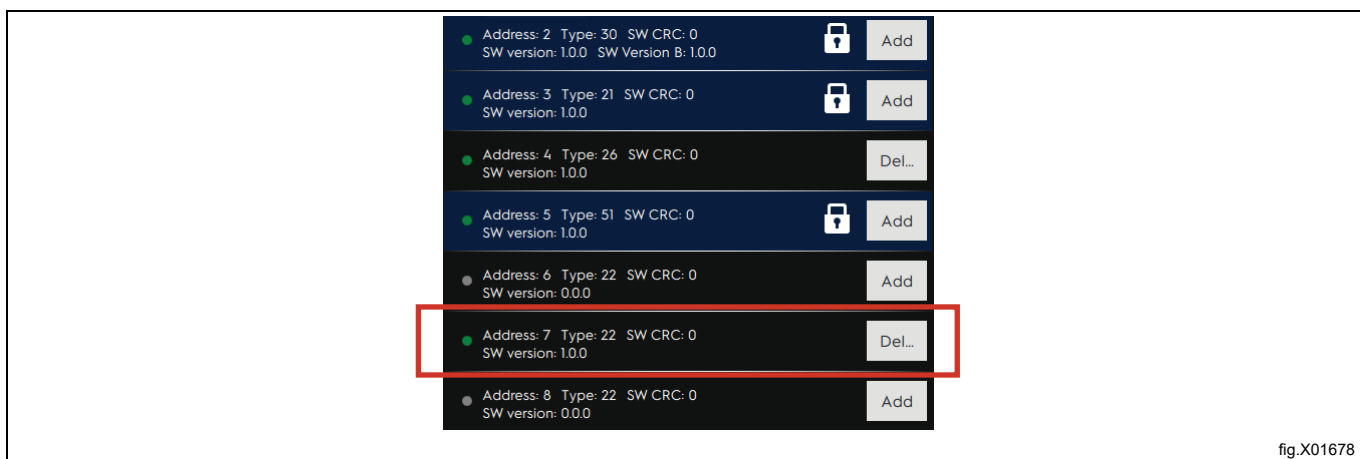 Address: 2 Type: 30 SW CRC: 0
SW version: 1.0.0 SW Version B: 1.0.0
Add
Address: 3 Type: 21 SW CRC: 0
SW version: 1.0.0
Add
Address: 4 Type: 26 SW CRC: 0
SW version: 1.0.0
Del...
Address: 5 Type: 51 SW CRC: 0
SW version: 1.0.0
Add
Address: 6 Type: 22 SW CRC: 0
SW version: 0.0.0
Add
Address: 7 Type: 22 SW CRC: 0
SW version: 1.0.0
Del...
Address: 8 Type: 22 SW CRC: 0
SW version: 0.0.0
Add
fig.X01678